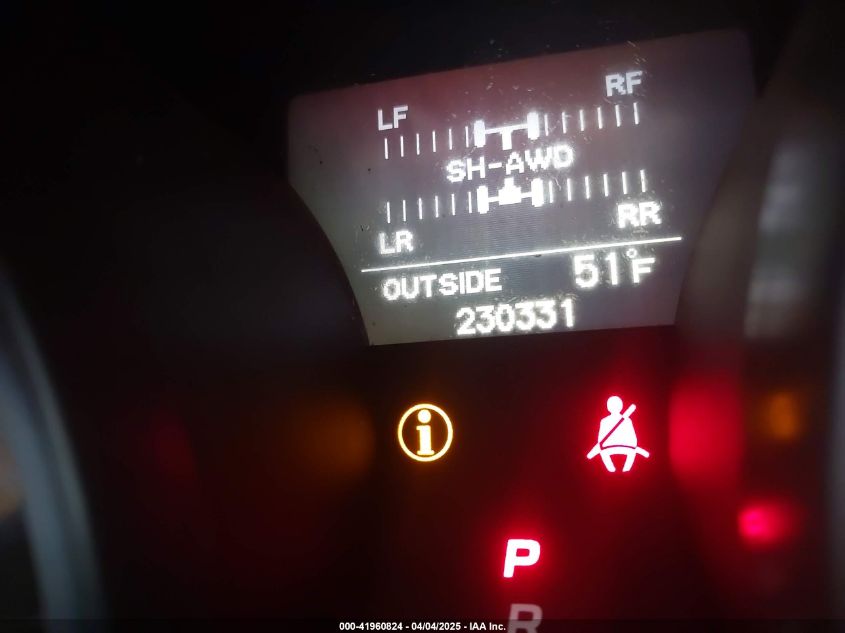 LF RF
SH-AWD
LR RR
OUTSIDE 51°F
230331
i
P
R
000-41960824 - 04/04/2025 - IAA Inc.